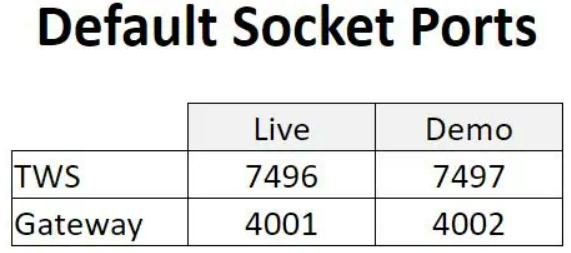 Default Socket Ports
Live Demo
TWS 7496 7497
Gateway 4001 4002